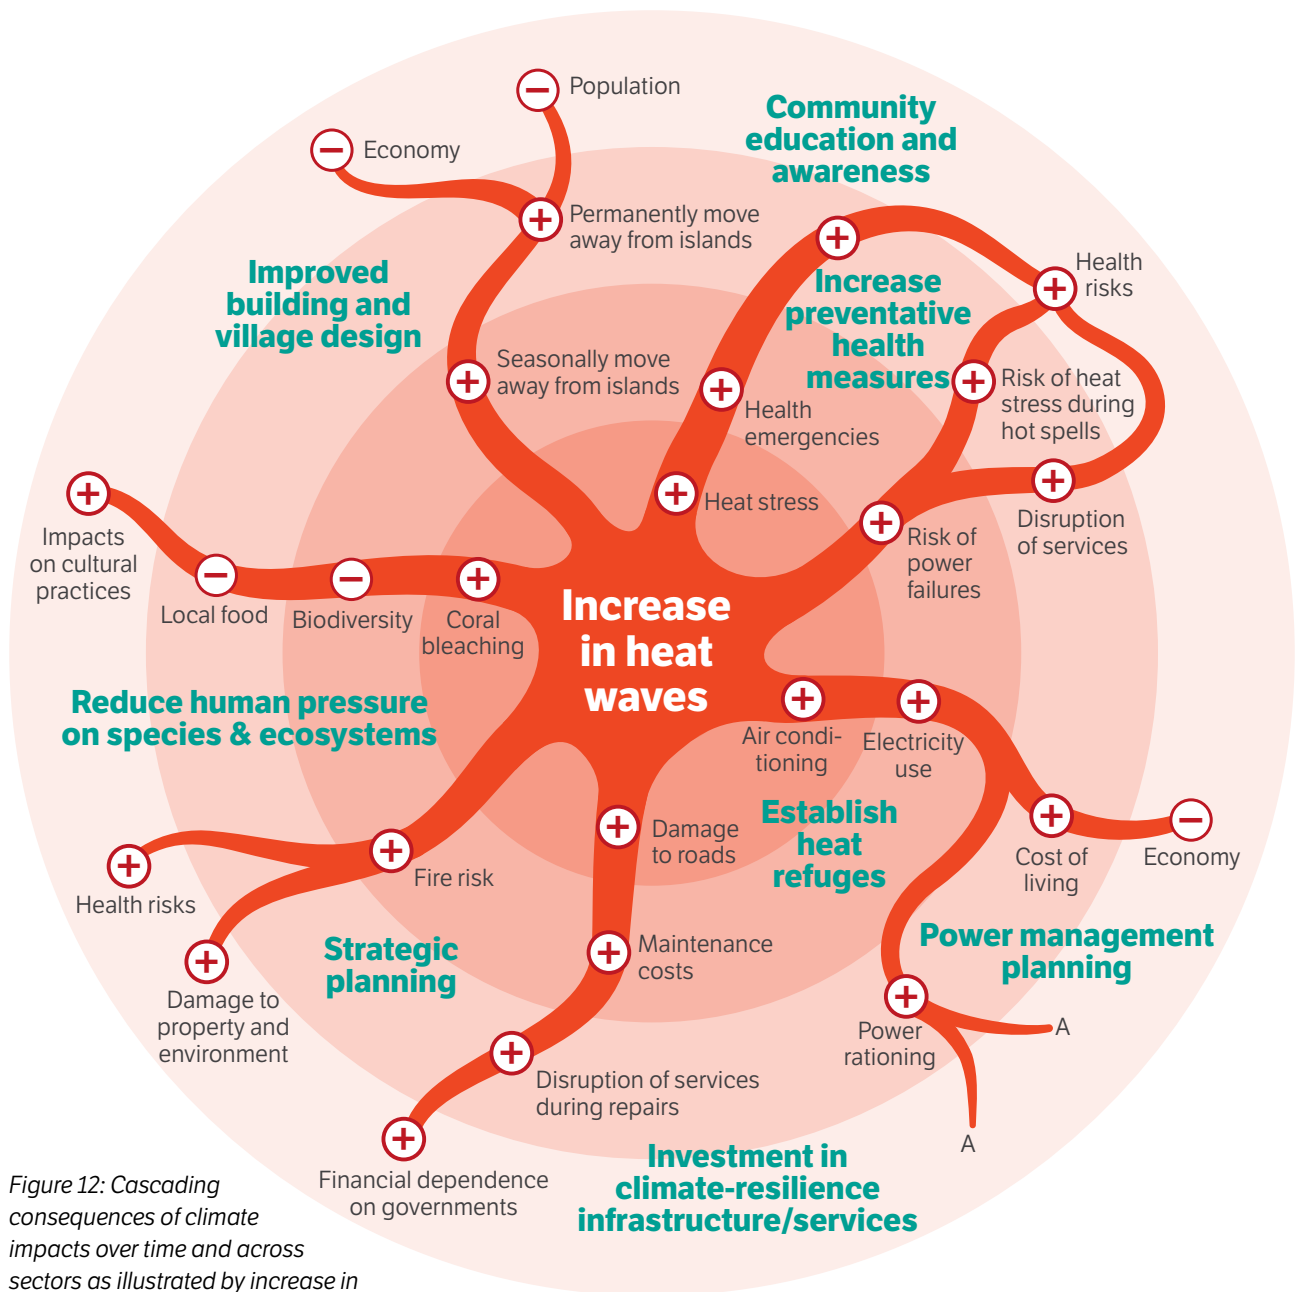 Population
Economy
Community
education and
awareness
Permanently move
away from islands
Improved
building and
village design
Health
risks
Increase
preventative
health
measures
Seasonally move
away from islands
Risk of heat
stress during
hot spells
Health
emergencies
Heat stress
Disruption
of services
Risk of
power
failures
Impacts
on cultural
practices
Local food
Biodiversity
Coral
bleaching
Increase
in heat
waves
Reduce human pressure
on species & ecosystems
Air condi-
tioning
Electricity
use
Damage
to roads
Establish
heat
refuges
Cost of
living
Economy
Fire risk
Health risks
Strategic
planning
Maintenance
costs
Power management
planning
Damage to
property and
environment
Power
rationing
A
A
Disruption of services
during repairs
Financial dependence
on governments
Investment in
climate-resilience
infrastructure/services
Figure 12: Cascading
consequences of climate
impacts over time and across
sectors as illustrated by increase in